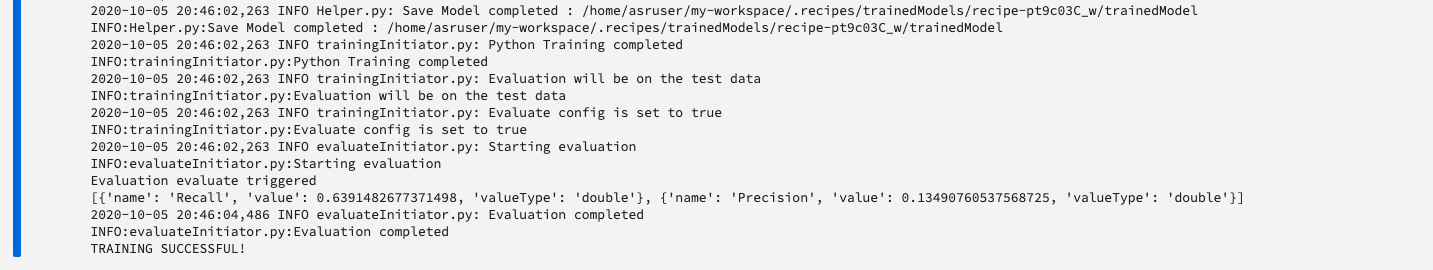 2020-10-05 20:46:02,263 INFO Helper.py: Save Model completed : /home/asruser/my-workspace/.recipes/trainedModels/recipe-pt9c03C_w/trainedModel
INFO:Helper.py:Save Model completed : /home/asruser/my-workspace/.recipes/trainedModels/recipe-pt9c03C_w/trainedModel
2020-10-05 20:46:02,263 INFO trainingInitiator.py: Python Training completed
INFO:trainingInitiator.py:Python Training completed
2020-10-05 20:46:02,263 INFO trainingInitiator.py: Evaluation will be on the test data
INFO:trainingInitiator.py:Evaluation will be on the test data
2020-10-05 20:46:02,263 INFO trainingInitiator.py: Evaluate config is set to true
INFO:trainingInitiator.py:Evaluate config is set to true
2020-10-05 20:46:02,263 INFO evaluateInitiator.py: Starting evaluation
INFO:evaluateInitiator.py:Starting evaluation
Evaluation evaluate triggered
[{'name': 'Recall', 'value': 0.6391482677371498, 'valueType': 'double'}, {'name': 'Precision', 'value': 0.13490760537568725, 'valueType': 'double'}]
2020-10-05 20:46:04,486 INFO evaluateInitiator.py: Evaluation completed
INFO:evaluateInitiator.py:Evaluation completed
TRAINING SUCCESSFUL!